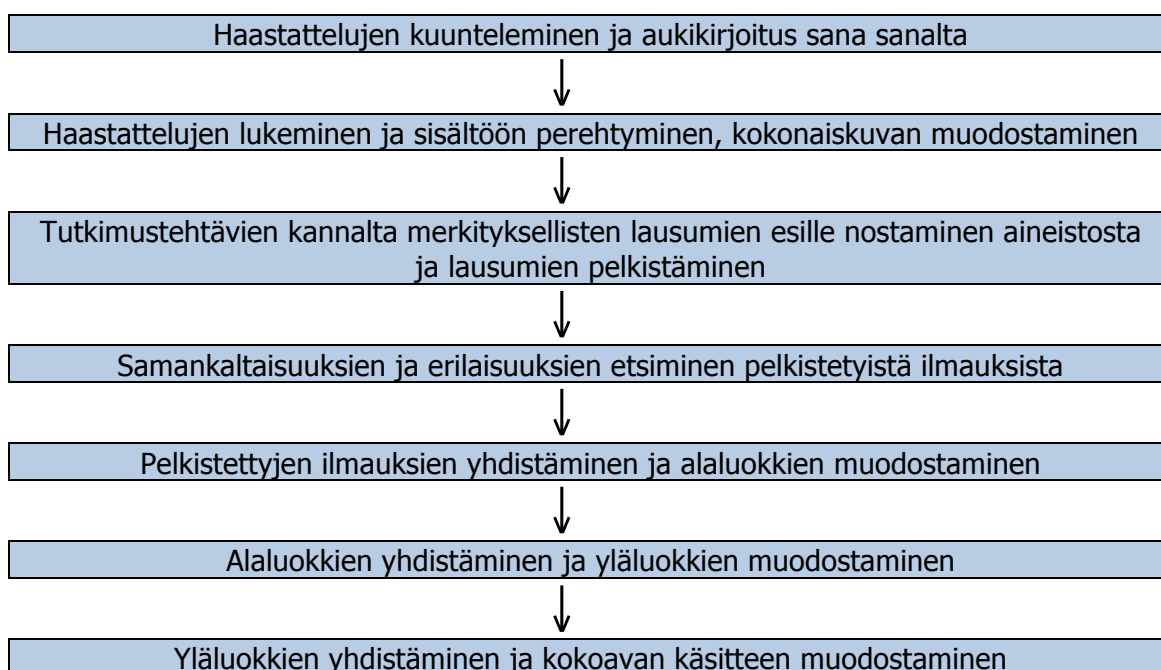 Haastattelujen kuunteleminen ja aukikirjoitus sana sanalta
Haastattelujen lukeminen ja sisältöön perehtyminen, kokonaiskuvan muodostaminen
Tutkimustehtävien kannalta merkityksellisten lausumien esille nostaminen aineistosta
ja lausumien pelkistäminen
Samankaltaisuuksien ja erilaisuuksien etsiminen pelkistetyistä ilmauksista
Pelkistettyjen ilmauksien yhdistäminen ja alaluokkien muodostaminen
Alaluokkien yhdistäminen ja yläluokkien muodostaminen
Yläluokkien yhdistäminen ja kokoavan käsitteen muodostaminen